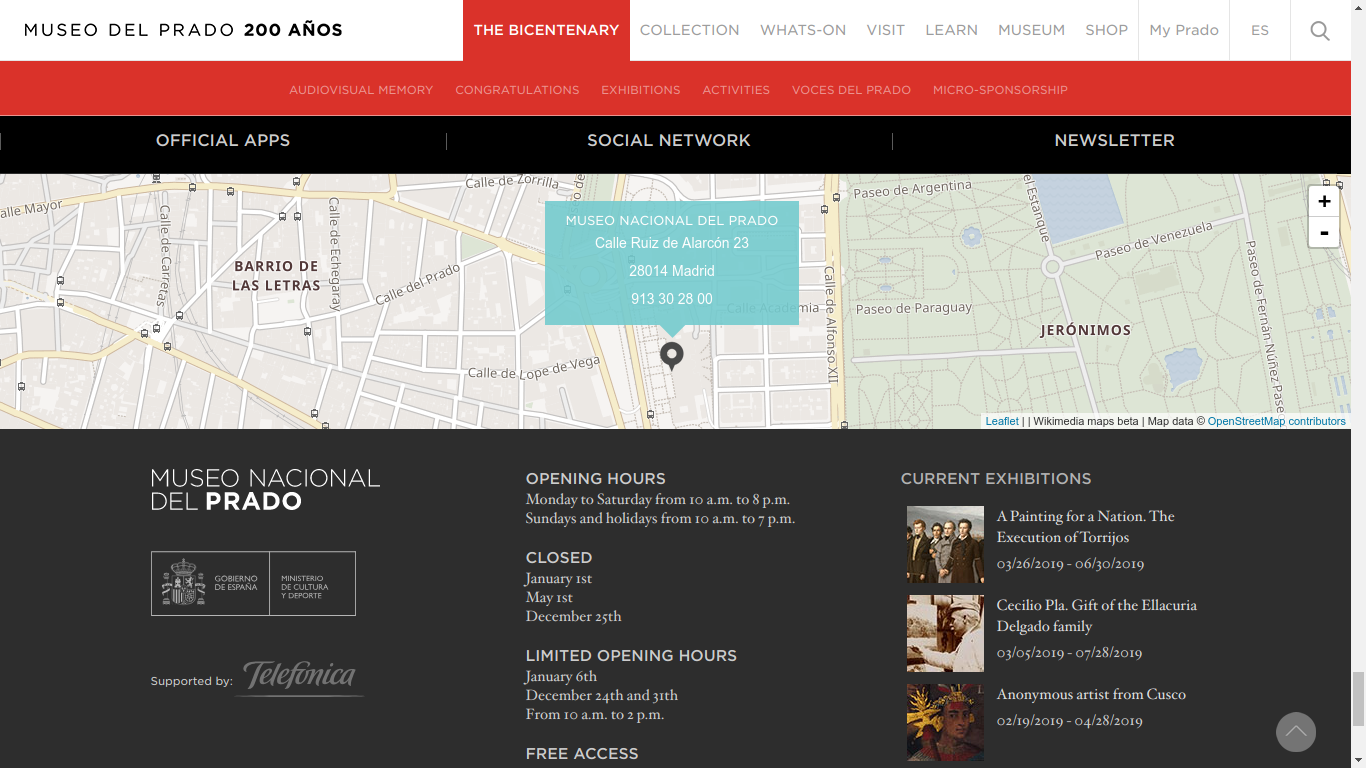 MUSEO DEL PRADO 200 AÑOS
THE BICENTENARY
COLLECTION
WHATS-ON
VISIT
LEARN
MUSEUM
SHOP
My Prado
ES
AUDIOVISUAL MEMORY
CONGRATULATIONS
EXHIBITIONS
ACTIVITIES
VOCES DEL PRADO
MICRO-SPONSORSHIP
OFFICIAL APPS
SOCIAL NETWORK
NEWSLETTER
Calle de Zorrilla
alle Mayor
Calle de Carretas
Calle de Echegaray
BARRIO DE
LAS LETRAS
Calle del Prado
Calle de Lope de Vega
MUSEO NACIONAL DEL PRADO
Calle Ruiz de Alarcón 23
28014 Madrid
913 30 28 00
Calle Academia
Calle de Alfonso XII
Paseo de Argentina
el Estanque
Paseo de Venezuela
Paseo de Paraguay
JERÓNIMOS
Paseo de Fernán Núñez
Pase
+
-
Leaflet | | Wikimedia maps beta | Map data © OpenStreetMap contributors
MUSEO NACIONAL
DEL PRADO
GOBIERNO
DE ESPAÑA
MINISTERIO
DE CULTURA
Y DEPORTE
Supported by:
Telefónica
OPENING HOURS
Monday to Saturday from 10 a.m. to 8 p.m.
Sundays and holidays from 10 a.m. to 7 p.m.
CLOSED
January 1st
May 1st
December 25th
LIMITED OPENING HOURS
January 6th
December 24th and 31th
From 10 a.m. to 2 p.m.
FREE ACCESS
CURRENT EXHIBITIONS
A Painting for a Nation. The
Execution of Torrijos
03/26/2019 - 06/30/2019
Cecilio Pla. Gift of the Ellacuria
Delgado family
03/05/2019 - 07/28/2019
Anonymous artist from Cusco
02/19/2019 - 04/28/2019